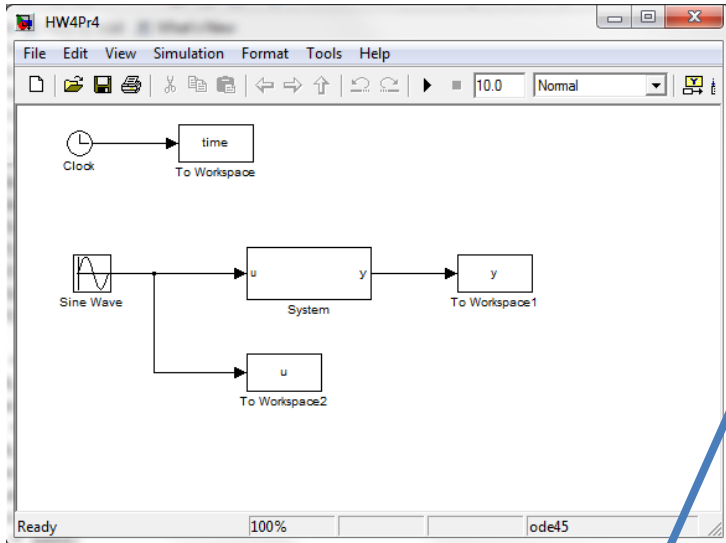 HW4Pr4
File Edit View Simulation Format Tools Help
10.0 Normal
time
Clock
To Workspace
u y
y
Sine Wave
System
To Workspace1
u
To Workspace2
Ready 100% ode45